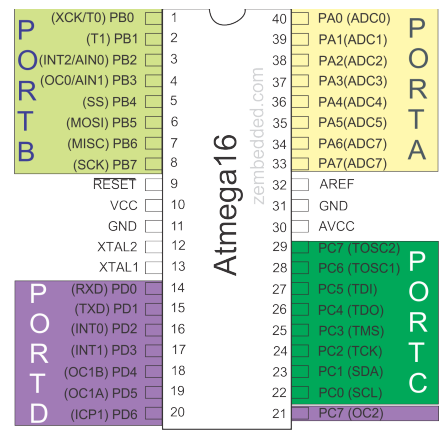 PORTB
(XCK/T0) PB0 1
(T1) PB1 2
(INT2/AIN0) PB2 3
(OC0/AIN1) PB3 4
(SS) PB4 5
(MOSI) PB5 6
(MISC) PB6 7
(SCK) PB7 8
RESET 9
VCC 10
GND 11
XTAL2 12
XTAL1 13
PORTD
(RXD) PD0 14
(TXD) PD1 15
(INT0) PD2 16
(INT1) PD3 17
(OC1B) PD4 18
(OC1A) PD5 19
(ICP1) PD6 20
Atmega16
zembedded.com
PORTA
40 PA0 (ADC0)
39 PA1(ADC1)
38 PA2(ADC2)
37 PA3(ADC3)
36 PA4(ADC4)
35 PA5(ADC5)
34 PA6(ADC7)
33 PA7(ADC7)
32 AREF
31 GND
30 AVCC
PORTC
29 PC7 (TOSC2)
28 PC6 (TOSC1)
27 PC5 (TDI)
26 PC4 (TDO)
25 PC3 (TMS)
24 PC2 (TCK)
23 PC1 (SDA)
22 PC0 (SCL)
21 PC7 (OC2)